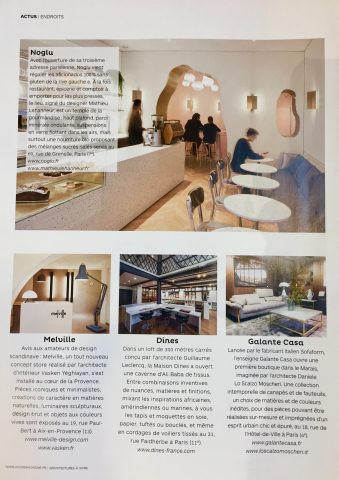 ACTUS | ENDROITS
Noglu
Avec l'ouverture de sa troisième
adresse parisienne, Noglu vient
régaler les aficionados 100% sans
gluten de la rive gauche. À la fois
restaurant, épicerie et comptoir à
emporter pour les plus pressés,
le lieu, signé du designer Mathieu
Lehanneur, est un temple de la
gourmandise : haut plafond, paroi
minérale ondulante, suspensions
en verre flottant dans les airs, mais
surtout une nourriture bio proposant
des mélanges sucrés-salés servis au
rue de Grenelle, Paris (7ᵉ).
www.noglu.fr
www.mathieulehanneur.fr
melville
Melville
Avis aux amateurs de design
scandinave : Melville, un tout nouveau
concept store réalisé par l'architecte
d'intérieur Vasken Yéghiayan, s'est
installé au cœur de la Provence.
Pièces iconiques et minimalistes,
créations de caractère en matières
naturelles, luminaires sculpturaux,
design brut et objets aux couleurs
vives sont exposés au 19, rue Paul-
Bert à Aix-en-Provence (13).
www.melville-design.com
www.vasken.fr
Dines
Dans un loft de 300 mètres carrés
conçu par l'architecte Guillaume
Leclercq, la Maison Dines a ouvert
une caverne d'Ali Baba de tissus.
Entre combinaisons inventives
de nuances, matières et finitions,
mixant les inspirations africaines,
amérindiennes ou marines, à vous
les tapis et moquettes en soie,
papier, tuftés ou bouclés, et même
en cordages de voiliers tissés au 31,
rue Faidherbe à Paris (11ᵉ).
www.dines-france.com
Galante Casa
Lancée par le fabricant italien Sofaform,
l'enseigne Galante Casa ouvre une
première boutique dans le Marais,
imaginée par l'architecte Daniele
Lo Scalzo Moscheri. Une collection
intemporelle de canapés et de fauteuils,
un choix de matières et de couleurs
inédites, pour des pièces pouvant être
réalisées sur-mesure et imprégnées d'un
esprit urbain chic et épuré, au 18, rue de
l'Hôtel-de-Ville à Paris (4ᵉ).
www.galantecasa.fr
www.loscalzomoscheri.it